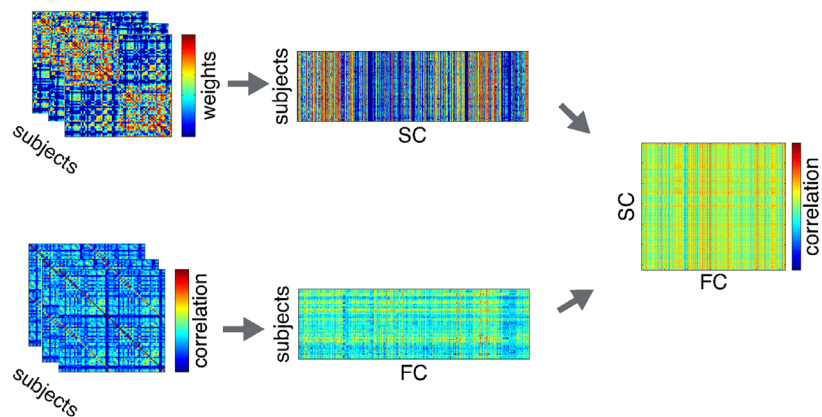 subjects
weights
subjects
SC
SC
FC
correlation
subjects
correlation
subjects
FC